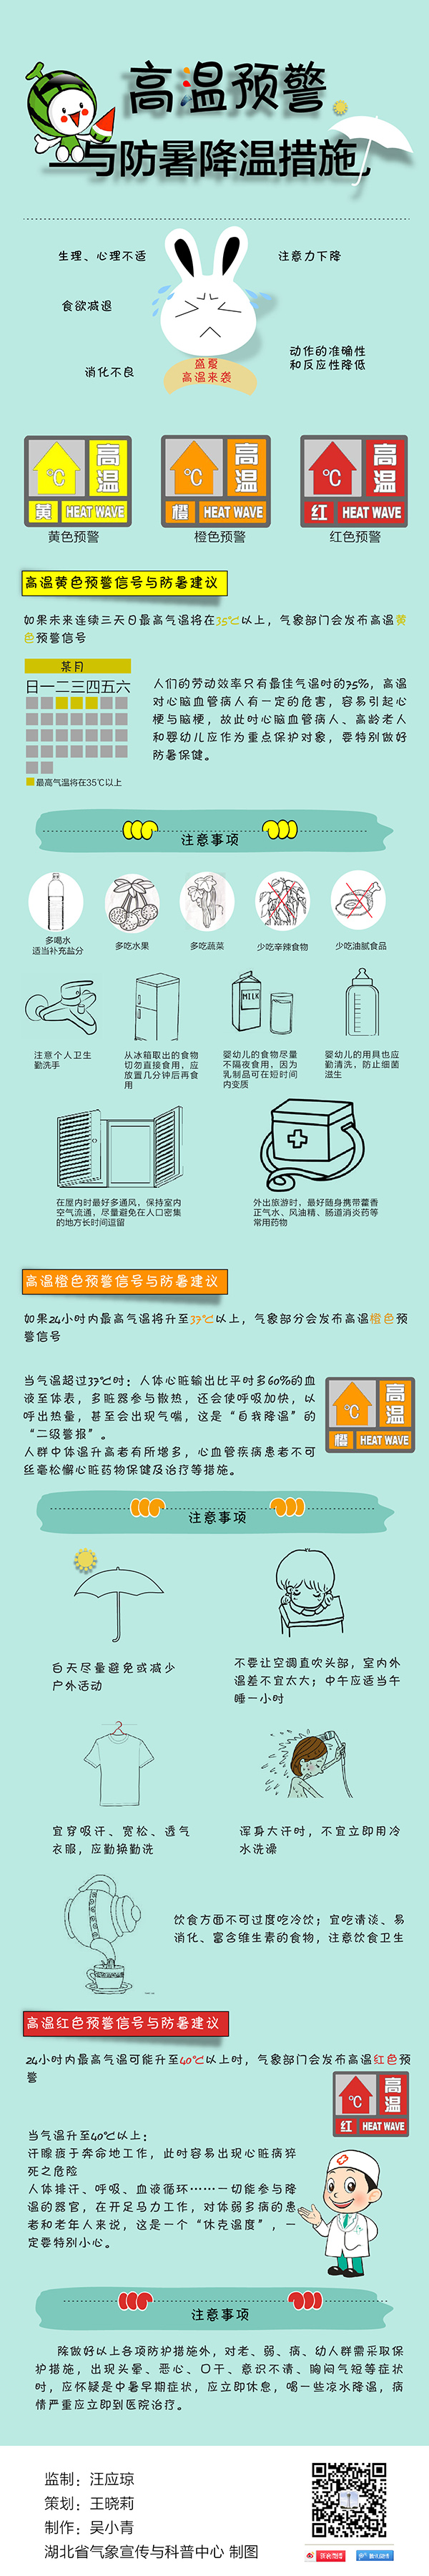 高温预警
与防暑降温措施
生理、心理不适
注意力下降
食欲减退
动作的准确性
和反应性降低
消化不良
盛夏
高温来袭
℃
高温
黄
HEAT WAVE
℃
高温
橙
HEAT WAVE
℃
高温
红
HEAT WAVE
黄色预警
橙色预警
红色预警
高温黄色预警信号与防暑建议
如果未来连续三天日最高气温将在35℃以上，气象部门会发布高温黄
色预警信号
某月
日一二三四五六
最高气温将在35℃以上
人们的劳动效率只有最佳气温时的75%，高温
对心脑血管病人有一定的危害，容易引起心
梗与脑梗，故此时心脑血管病人、高龄老人
和婴幼儿应作为重点保护对象，要特别做好
防暑保健。
注意事项
多喝水
适当补充盐分
多吃水果
多吃蔬菜
少吃辛辣食物
少吃油腻食品
MILK
注意个人卫生
勤洗手
从冰箱取出的食物
切勿直接食用，应
放置几分钟后再食
用
婴幼儿的食物尽量
不隔夜食用，因为
乳制品可在短时间
内变质
婴幼儿的用具也应
勤清洗，防止细菌
滋生
在屋内时最好多通风，保持室内
空气流通，尽量避免在人口密集
的地方长时间逗留
外出旅游时，最好随身携带藿香
正气水、风油精、肠道消炎药等
常用药物
高温橙色预警信号与防暑建议
如果24小时内最高气温将升至37℃以上，气象部分会发布高温橙色预
警信号
当气温超过37℃时：人体心脏输出比平时多60%的血
液至体表，多脏器参与散热，还会使呼吸加快，以
呼出热量，甚至会出现气喘，这是“自我降温”的
“二级警报”。
人群中体温升高者有所增多，心血管疾病患者不可
丝毫松懈心脏药物保健及治疗等措施。
℃
高温
橙
HEAT WAVE
注意事项
白天尽量避免或减少
户外活动
不要让空调直吹头部，室内外
温差不宜太大；中午应适当午
睡一小时
宜穿吸汗、宽松、透气
衣服，应勤换勤洗
浑身大汗时，不宜立即用冷
水洗澡
饮食方面不可过度吃冷饮；宜吃清谈、易
消化、富含维生素的食物，注意饮食卫生
高温红色预警信号与防暑建议
24小时内最高气温可能升至40℃以上时，气象部门会发布高温红色预
警
℃
高温
红
HEAT WAVE
当气温升至40℃以上：
汗腺疲于奔命地工作，此时容易出现心脏病猝
死之危险
人体排汗、呼吸、血液循环……一切能参与降
温的器官，在开足马力工作，对体弱多病的患
者和老年人来说，这是一个“休克温度”，一
定要特别小心。
注意事项
除做好以上各项防护措施外，对老、弱、病、幼人群需采取保
护措施，出现头晕、恶心、口干、意识不清、胸闷气短等症状
时，应怀疑是中暑早期症状，应立即休息，喝一些凉水降温，病
情严重应立即到医院治疗。
监制：汪应琼
策划：王晓莉
制作：吴小青
湖北省气象宣传与科普中心 制图